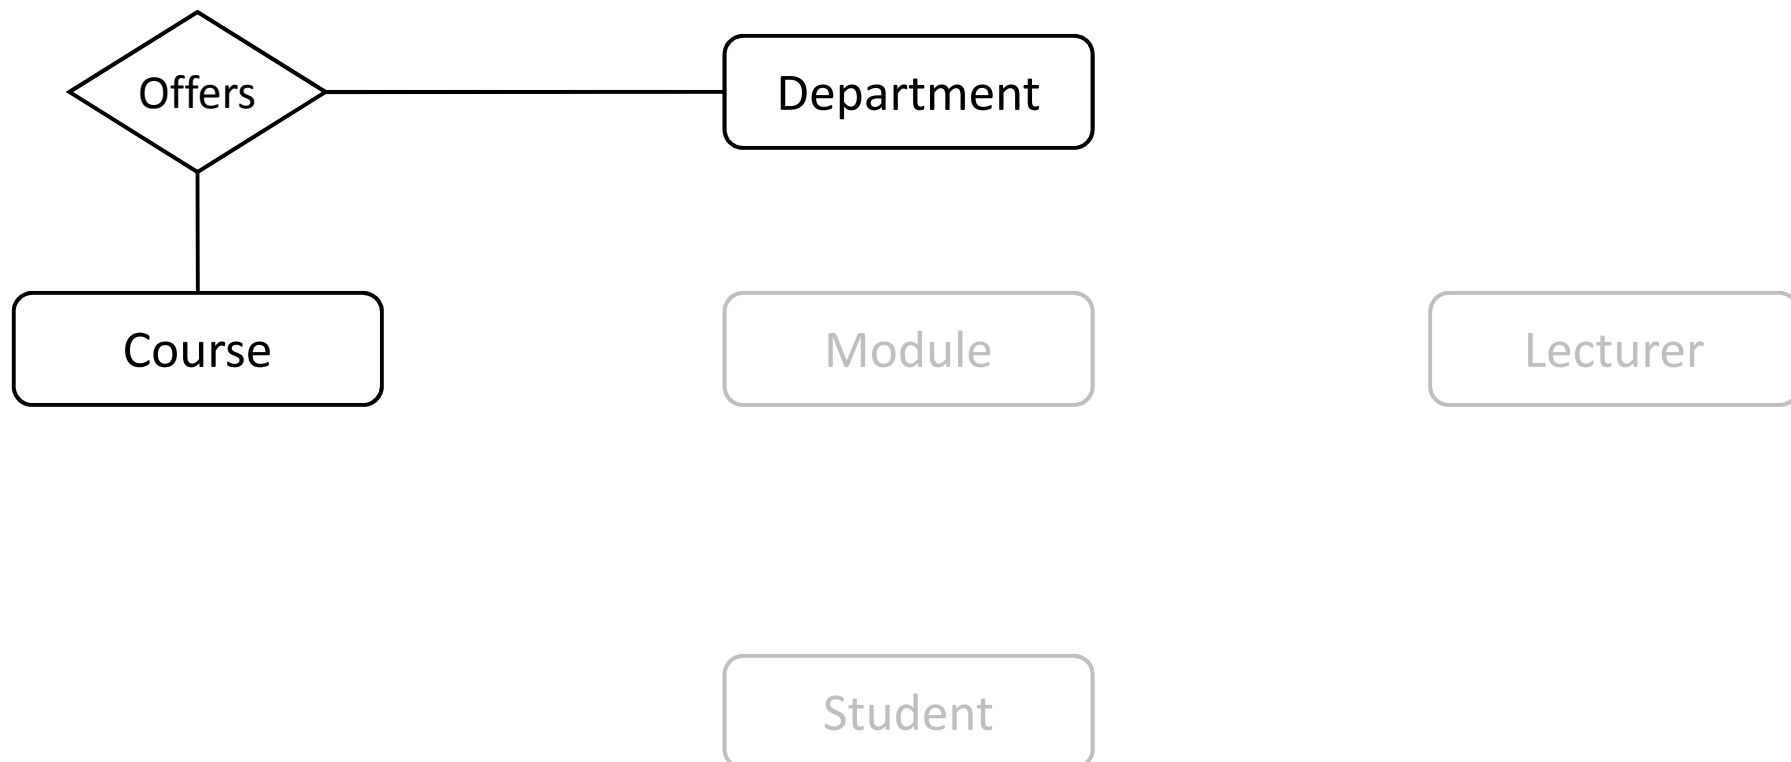 Offers
Department
Course
Module
Lecturer
Student